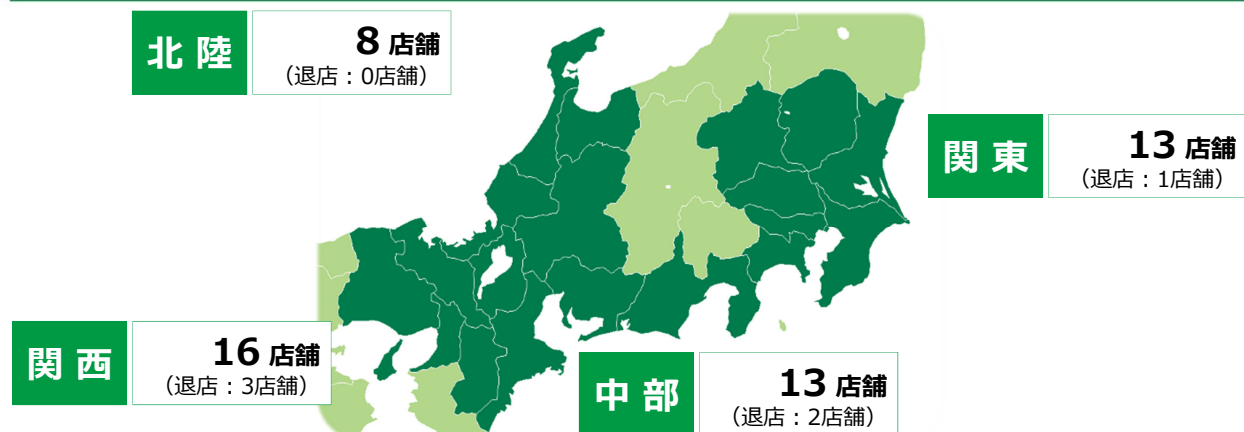 北陸
8 店舗
（退店：0店舗）
関東
13 店舗
（退店：1店舗）
関西
16 店舗
（退店：3店舗）
中部
13 店舗
（退店：2店舗）